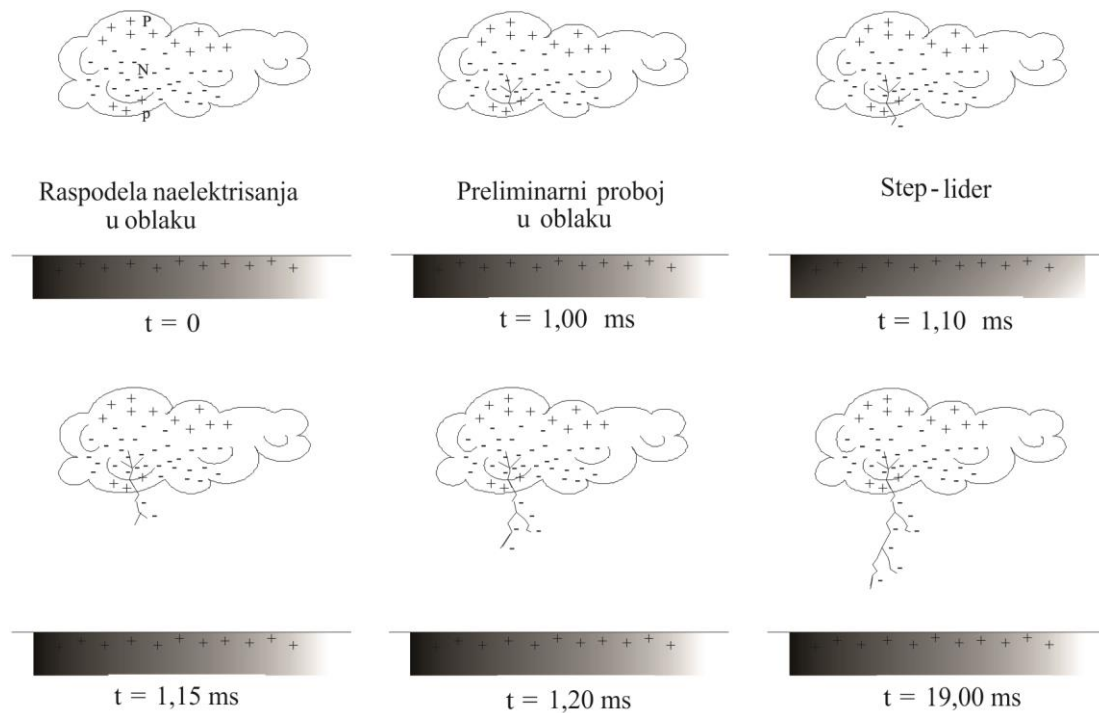 P
N
p
Raspodela naelektrisanja
u oblaku
t = 0
Preliminarni proboj
u oblaku
t = 1,00 ms
Step-lider
t = 1,10 ms
t = 1,15 ms
t = 1,20 ms
t = 19,00 ms